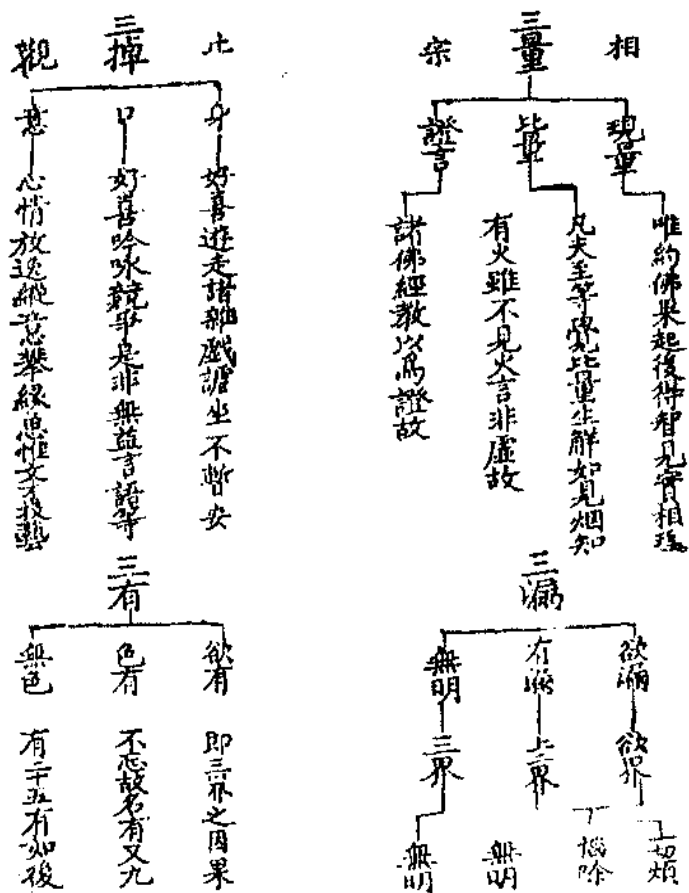 相 三量 宗
現量
比量
證言
唯約佛果起後得智見實相理
凡夫至等覺比量生解如見烟知
有火雖不見火言非虛故
諸佛經教以爲證故
止 三掉 觀
身
口
意
好喜遊走諸雜戲謔坐不暫安
好喜吟咏競爭是非無益言語等
心情放逸縱意攀緣思惟文才技藝
三漏
欲漏
有漏
無明
欲界
上二界
三界
一切煩
惱除
無明
無明
三有
欲有
色有
無色
即三界之因果
不忘故名有又九
有二十五有如後